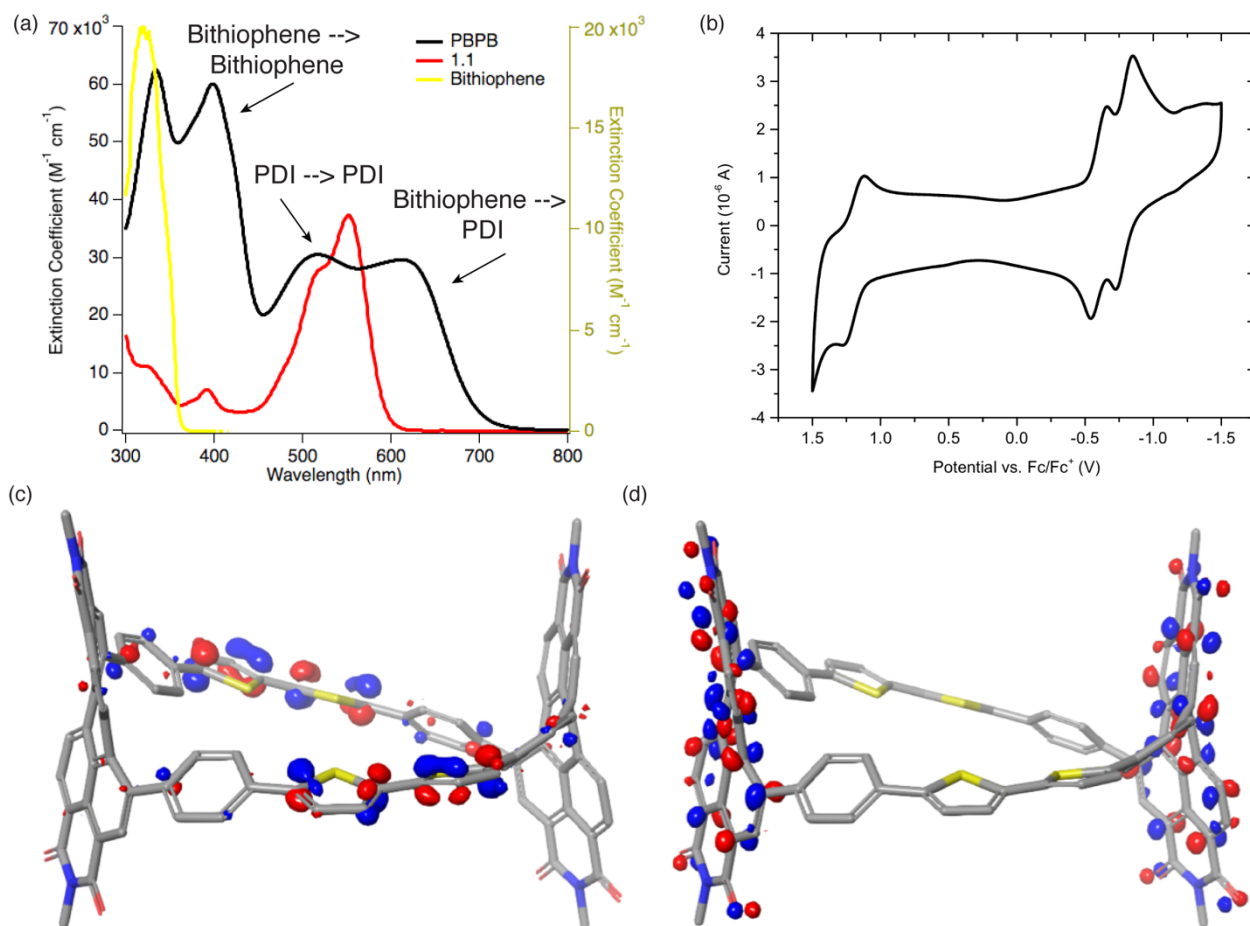 (a)
70 x10³
60
50
40
30
20
10
0
Extinction Coefficient (M⁻¹ cm⁻¹)
300
400
500
600
700
800
Wavelength (nm)
20 x10³
15
10
5
0
Extinction Coefficient (M⁻¹ cm⁻¹)
Bithiophene -->
Bithiophene
PBPB
1.1
Bithiophene
PDI --> PDI
Bithiophene -->
PDI
(b)
4
3
2
1
0
-1
-2
-3
-4
Current (10⁻⁶ A)
1.5
1.0
0.5
0.0
-0.5
-1.0
-1.5
Potential vs. Fc/Fc⁺ (V)
(c)
(d)